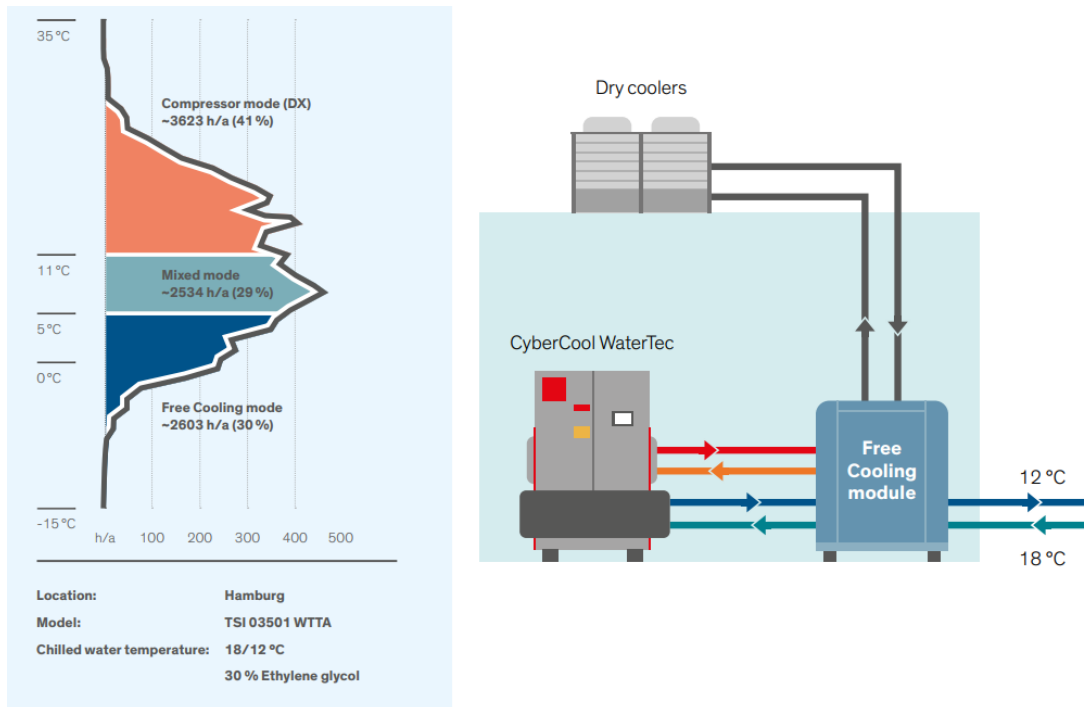 35 °C
Compressor mode (DX)
~3623 h/a (41 %)
11 °C
Mixed mode
~2534 h/a (29 %)
5 °C
0 °C
Free Cooling mode
~2603 h/a (30 %)
-15 °C
h/a 100 200 300 400 500
Location: Hamburg
Model: TSI 03501 WTTA
Chilled water temperature: 18/12 °C
30 % Ethylene glycol
Dry coolers
CyberCool WaterTec
Free
Cooling
module
12 °C
18 °C